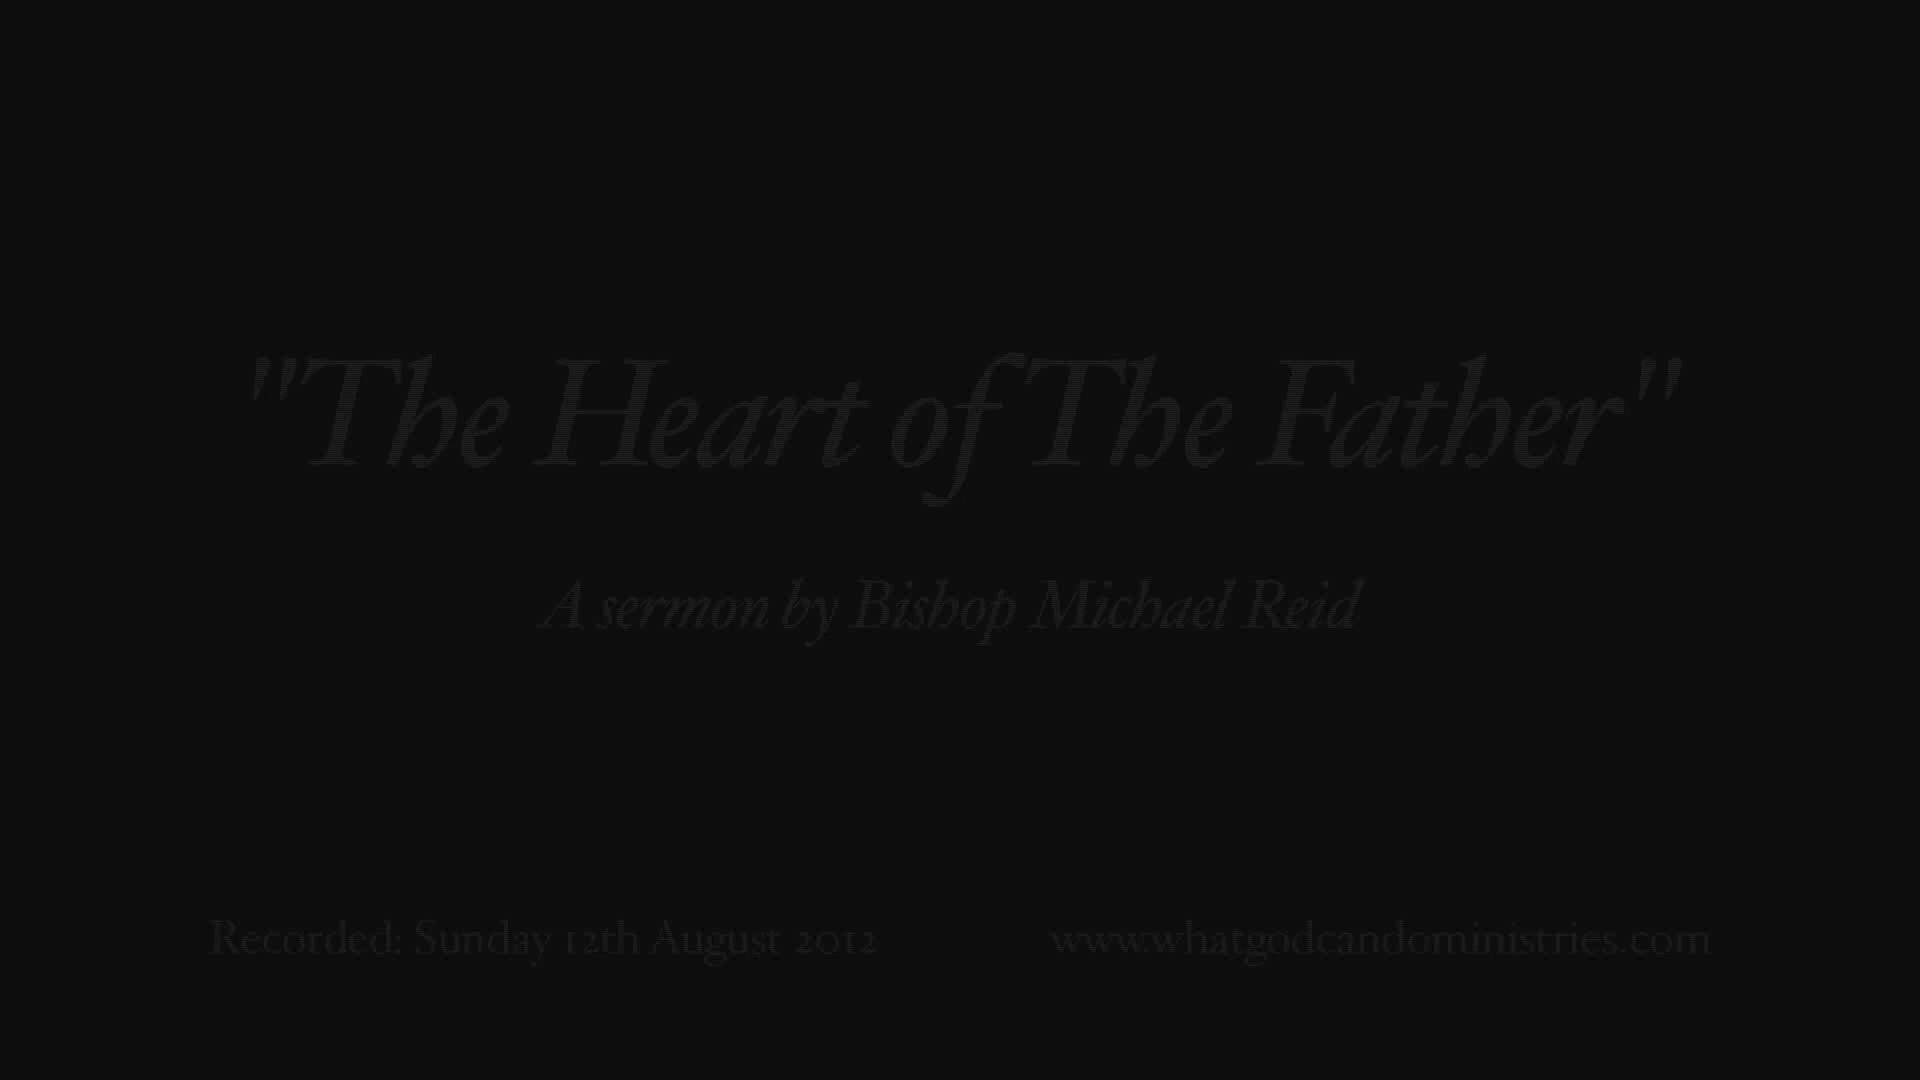 "The Heart of The Father"
A sermon by Bishop Michael Reid
Recorded: Sunday 12th August 2012
www.whatgodcandoministries.com